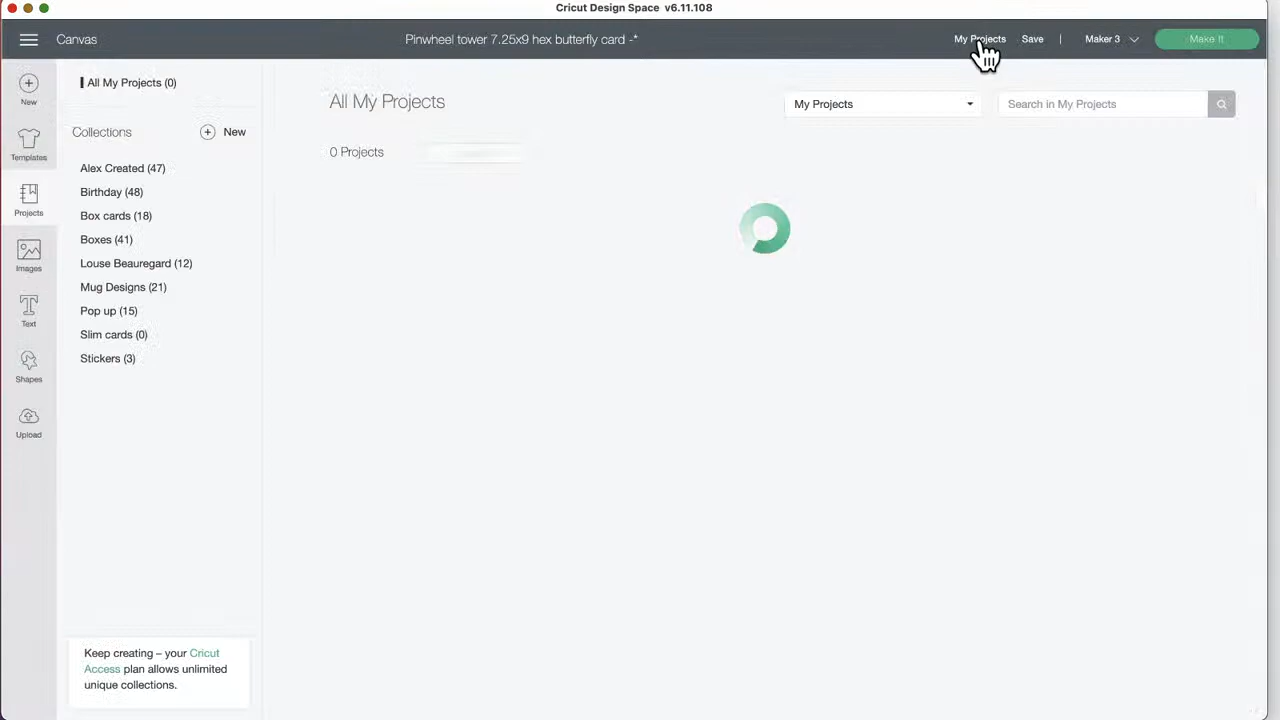 Cricut Design Space v6.11.108
Canvas
Pinwheel tower 7.25x9 hex butterfly card -*
My Projects
Save
|
Maker 3
Make It
New
Templates
Projects
Images
Text
Shapes
Upload
All My Projects (0)
Collections
New
Alex Created (47)
Birthday (48)
Box cards (18)
Boxes (41)
Louse Beauregard (12)
Mug Designs (21)
Pop up (15)
Slim cards (0)
Stickers (3)
Keep creating – your Cricut
Access plan allows unlimited
unique collections.
All My Projects
My Projects
Search in My Projects
0 Projects